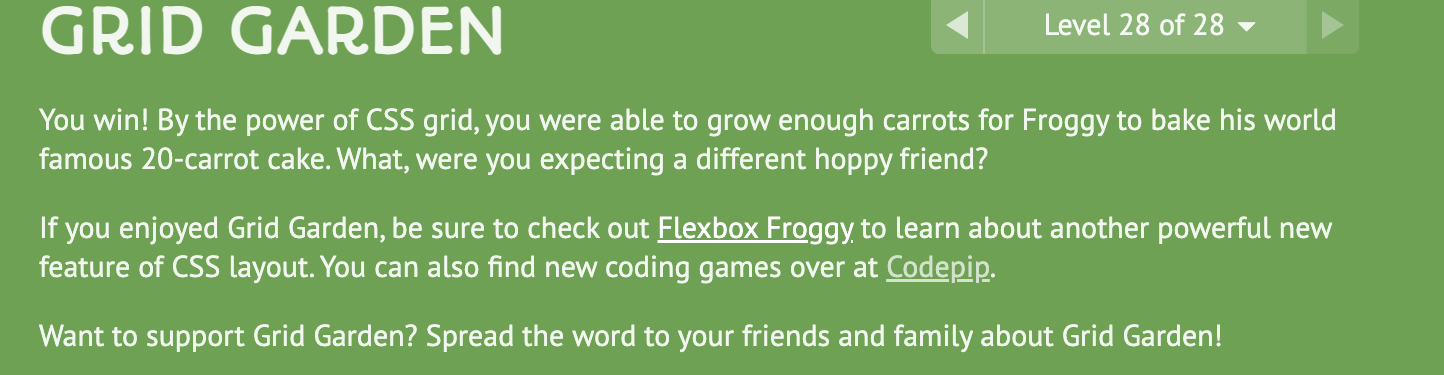 GRID GARDEN
Level 28 of 28
You win! By the power of CSS grid, you were able to grow enough carrots for Froggy to bake his world
famous 20-carrot cake. What, were you expecting a different hoppy friend?
If you enjoyed Grid Garden, be sure to check out Flexbox Froggy to learn about another powerful new
feature of CSS layout. You can also find new coding games over at Codepip.
Want to support Grid Garden? Spread the word to your friends and family about Grid Garden!